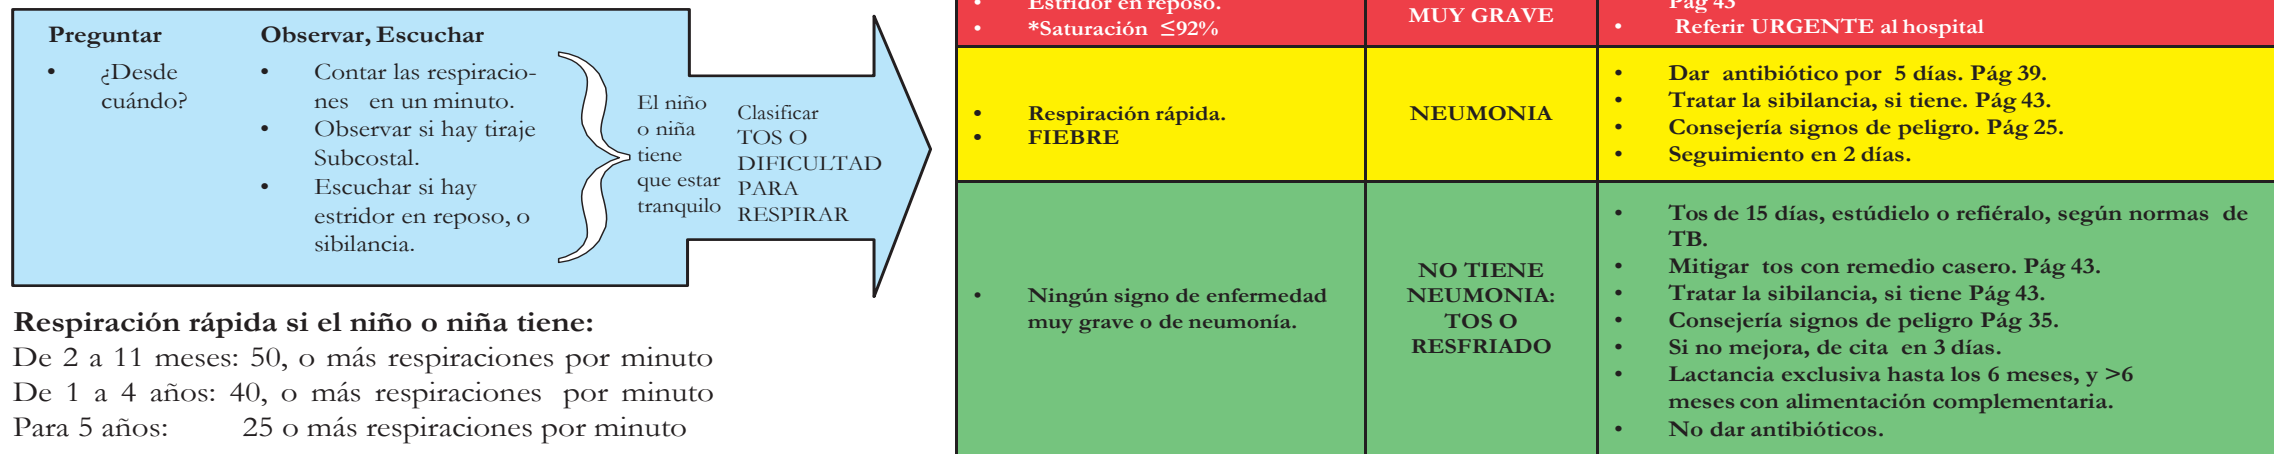 Preguntar
• ¿Desde
cuándo?
Observar, Escuchar
• Contar las respiracio-
nes en un minuto.
• Observar si hay tiraje
Subcostal.
• Escuchar si hay
estridor en reposo, o
sibilancia.
El niño
o niña
tiene
que estar
tranquilo
Clasificar
TOS O
DIFICULTAD
PARA
RESPIRAR
Respiración rápida si el niño o niña tiene:
De 2 a 11 meses: 50, o más respiraciones por minuto
De 1 a 4 años: 40, o más respiraciones por minuto
Para 5 años: 25 o más respiraciones por minuto
• Estridor en reposo.
• *Saturación ≤92%
MUY GRAVE
Pág 43
• Referir URGENTE al hospital
• Respiración rápida.
• FIEBRE
NEUMONIA
• Dar antibiótico por 5 días. Pág 39.
• Tratar la sibilancia, si tiene. Pág 43.
• Consejería signos de peligro. Pág 25.
• Seguimiento en 2 días.
• Ningún signo de enfermedad
muy grave o de neumonía.
NO TIENE
NEUMONIA:
TOS O
RESFRIADO
• Tos de 15 días, estúdielo o refiéralo, según normas de
TB.
• Mitigar tos con remedio casero. Pág 43.
• Tratar la sibilancia, si tiene Pág 43.
• Consejería signos de peligro Pág 35.
• Si no mejora, de cita en 3 días.
• Lactancia exclusiva hasta los 6 meses, y >6
meses con alimentación complementaria.
• No dar antibióticos.